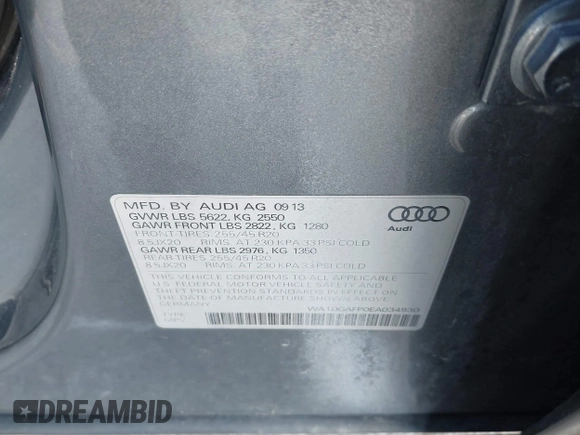 MFD. BY AUDI AG 09 13
GVWR LBS 5622, KG 2550
GAWR FRONT LBS 2822, KG 1280
FRONT-TIRES 255/45 R20
8.5JX20 RIMS, AT 230 KPA 33 PSI COLD
GAWR REAR LBS 2976, KG 1350
REAR-TIRES 255/45 R20
8.5JX20 RIMS, AT 230 KPA 33 PSI COLD
THIS VEHICLE CONFORMS TO ALL APPLICABLE
U.S. FEDERAL MOTOR VEHICLE SAFETY AND
THEFT PREVENTION STANDARDS IN EFFECT ON
THE DATE OF MANUFACTURE SHOWN ABOVE.
GERMANY
TYPE:
Audi
DREAMBID